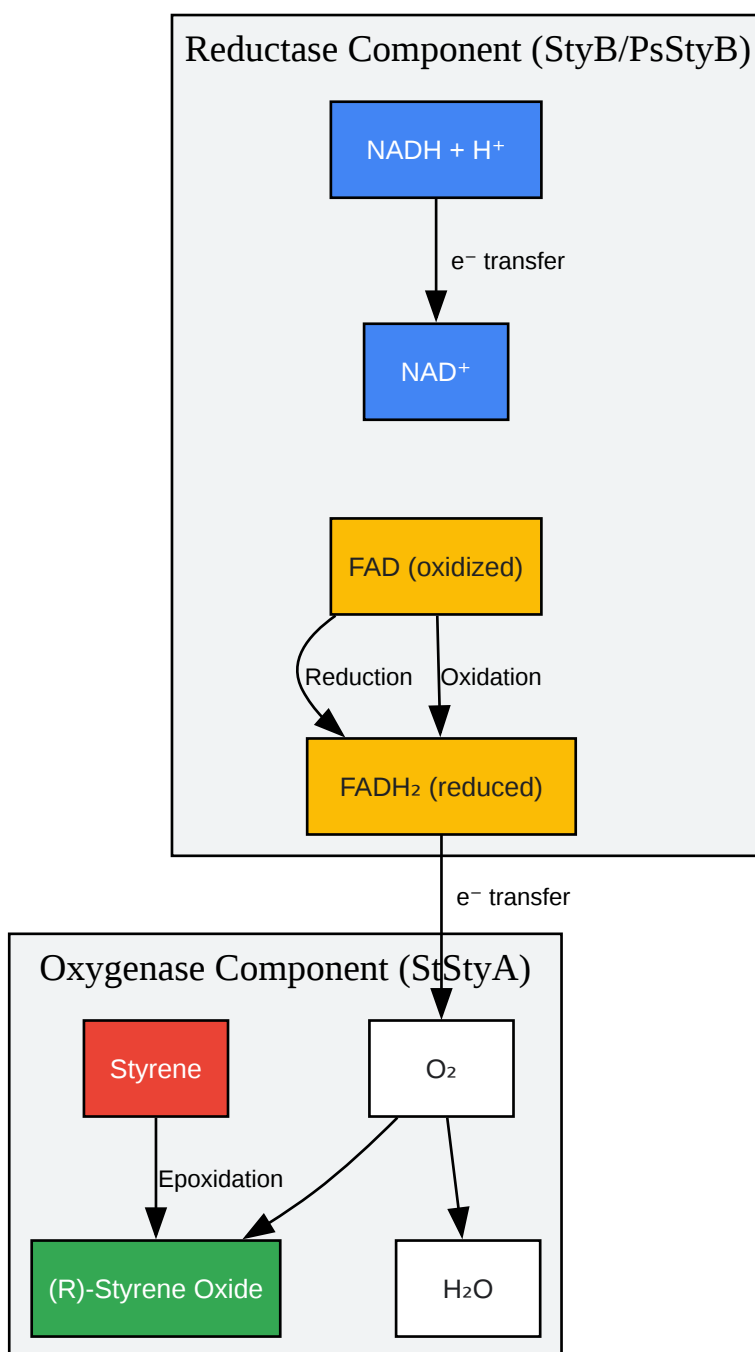 Reductase Component (StyB/PsStyB)
NADH + H⁺
e⁻ transfer
NAD⁺
FAD (oxidized)
Reduction
Oxidation
FADH₂ (reduced)
e⁻ transfer
Oxygenase Component (StStyA)
Styrene
O₂
Epoxidation
(R)-Styrene Oxide
H₂O